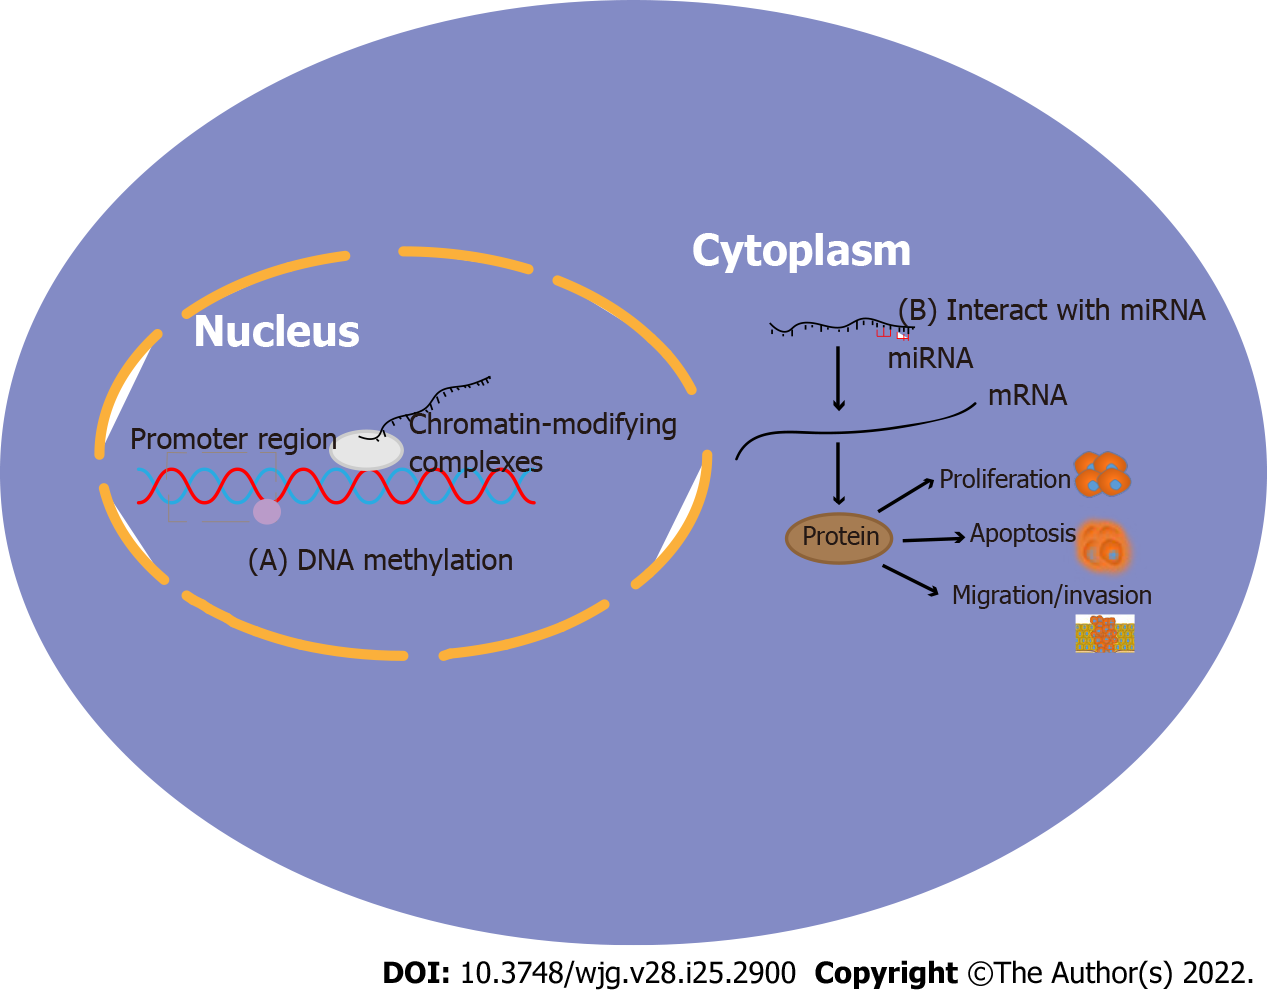 Cytoplasm
Nucleus
(B) Interact with miRNA
miRNA
mRNA
Promoter region
Chromatin-modifying
complexes
(A) DNA methylation
Protein
Proliferation
Apoptosis
Migration/invasion
DOI: 10.3748/wjg.v28.i25.2900 Copyright ©The Author(s) 2022.